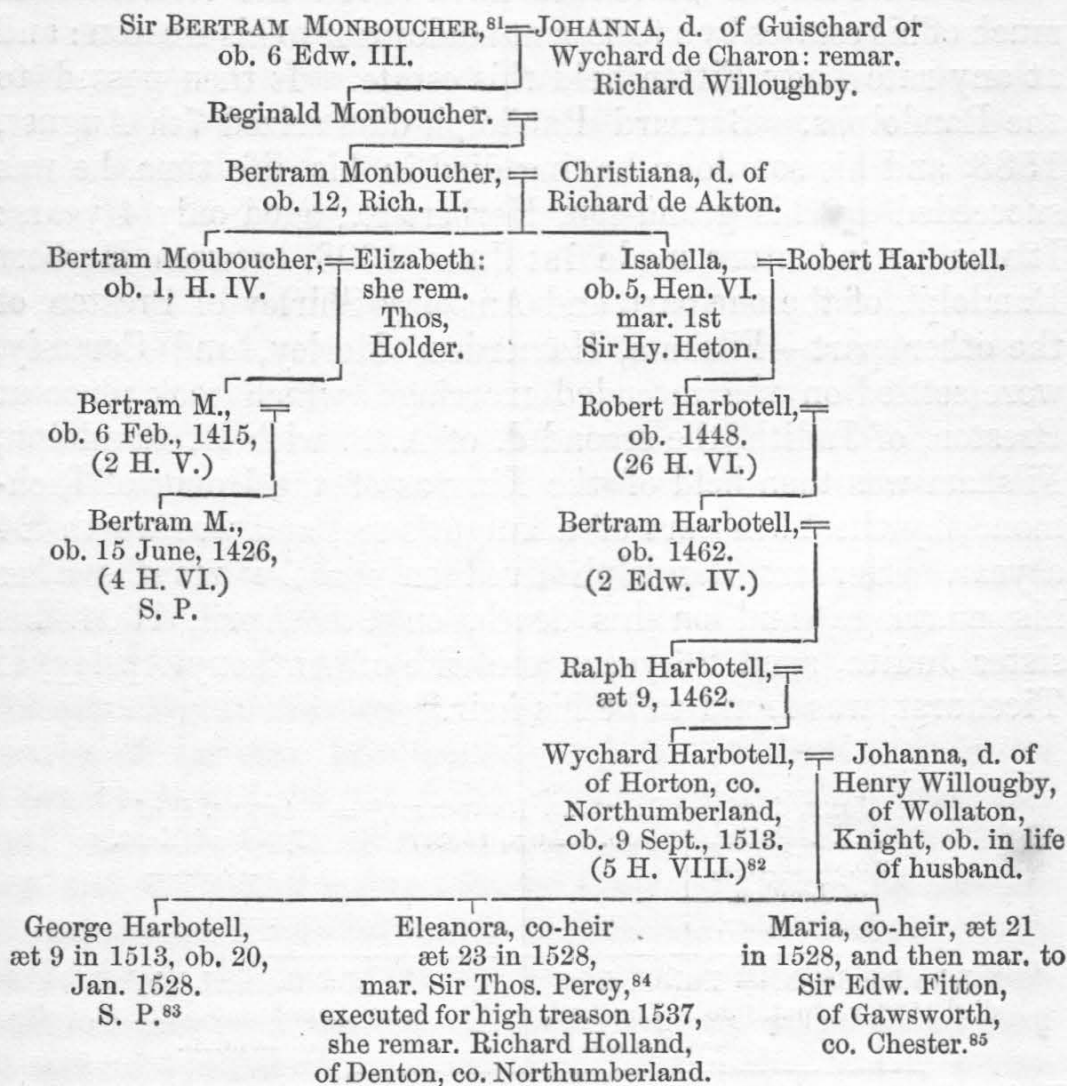 Sir BERTRAM MONBOUCHER,⁸¹ JOHANNA, d. of Guischard or
ob. 6 Edw. III. Wychard de Charon: remar.
Richard Willoughby.
Reginald Monboucher.
Bertram Monboucher, Christiana, d. of
ob. 12, Rich. II. Richard de Akton.
Bertram Mouboucher, Elizabeth:
ob. 1, H. IV. she rem.
Thos,
Holder.
Isabella, Robert Harbotell.
ob. 5, Hen. VI.
mar. 1st
Sir Hy. Heton.
Bertram M.,
ob. 6 Feb., 1415,
(2 H. V.)
Robert Harbotell,
ob. 1448.
(26 H. VI.)
Bertram M.,
ob. 15 June, 1426,
(4 H. VI.)
S. P.
Bertram Harbotell,
ob. 1462.
(2 Edw. IV.)
Ralph Harbotell,
æt 9, 1462.
Wychard Harbotell,
of Horton, co.
Northumberland,
ob. 9 Sept., 1513.
(5 H. VIII.)⁸²
Johanna, d. of
Henry Willougby,
of Wollaton,
Knight, ob. in life
of husband.
George Harbotell,
æt 9 in 1513, ob. 20,
Jan. 1528.
S. P.⁸³
Eleanora, co-heir
æt 23 in 1528,
mar. Sir Thos. Percy,⁸⁴
executed for high treason 1537,
she remar. Richard Holland,
of Denton, co. Northumberland.
Maria, co-heir, æt 21
in 1528, and then mar. to
Sir Edw. Fitton,
of Gawsworth,
co. Chester.⁸⁵